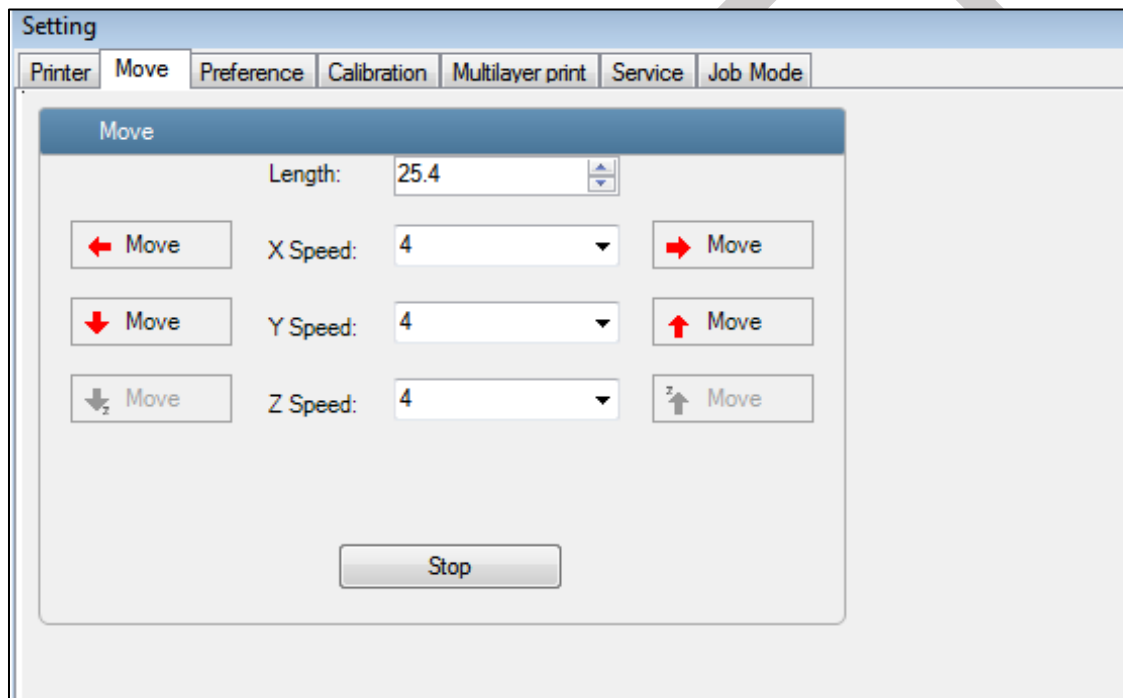 Setting
Printer Move Preference Calibration Multilayer print Service Job Mode
Move
Length: 25.4
Move X Speed: 4 Move
Move Y Speed: 4 Move
z Move Z Speed: 4 z Move
Stop